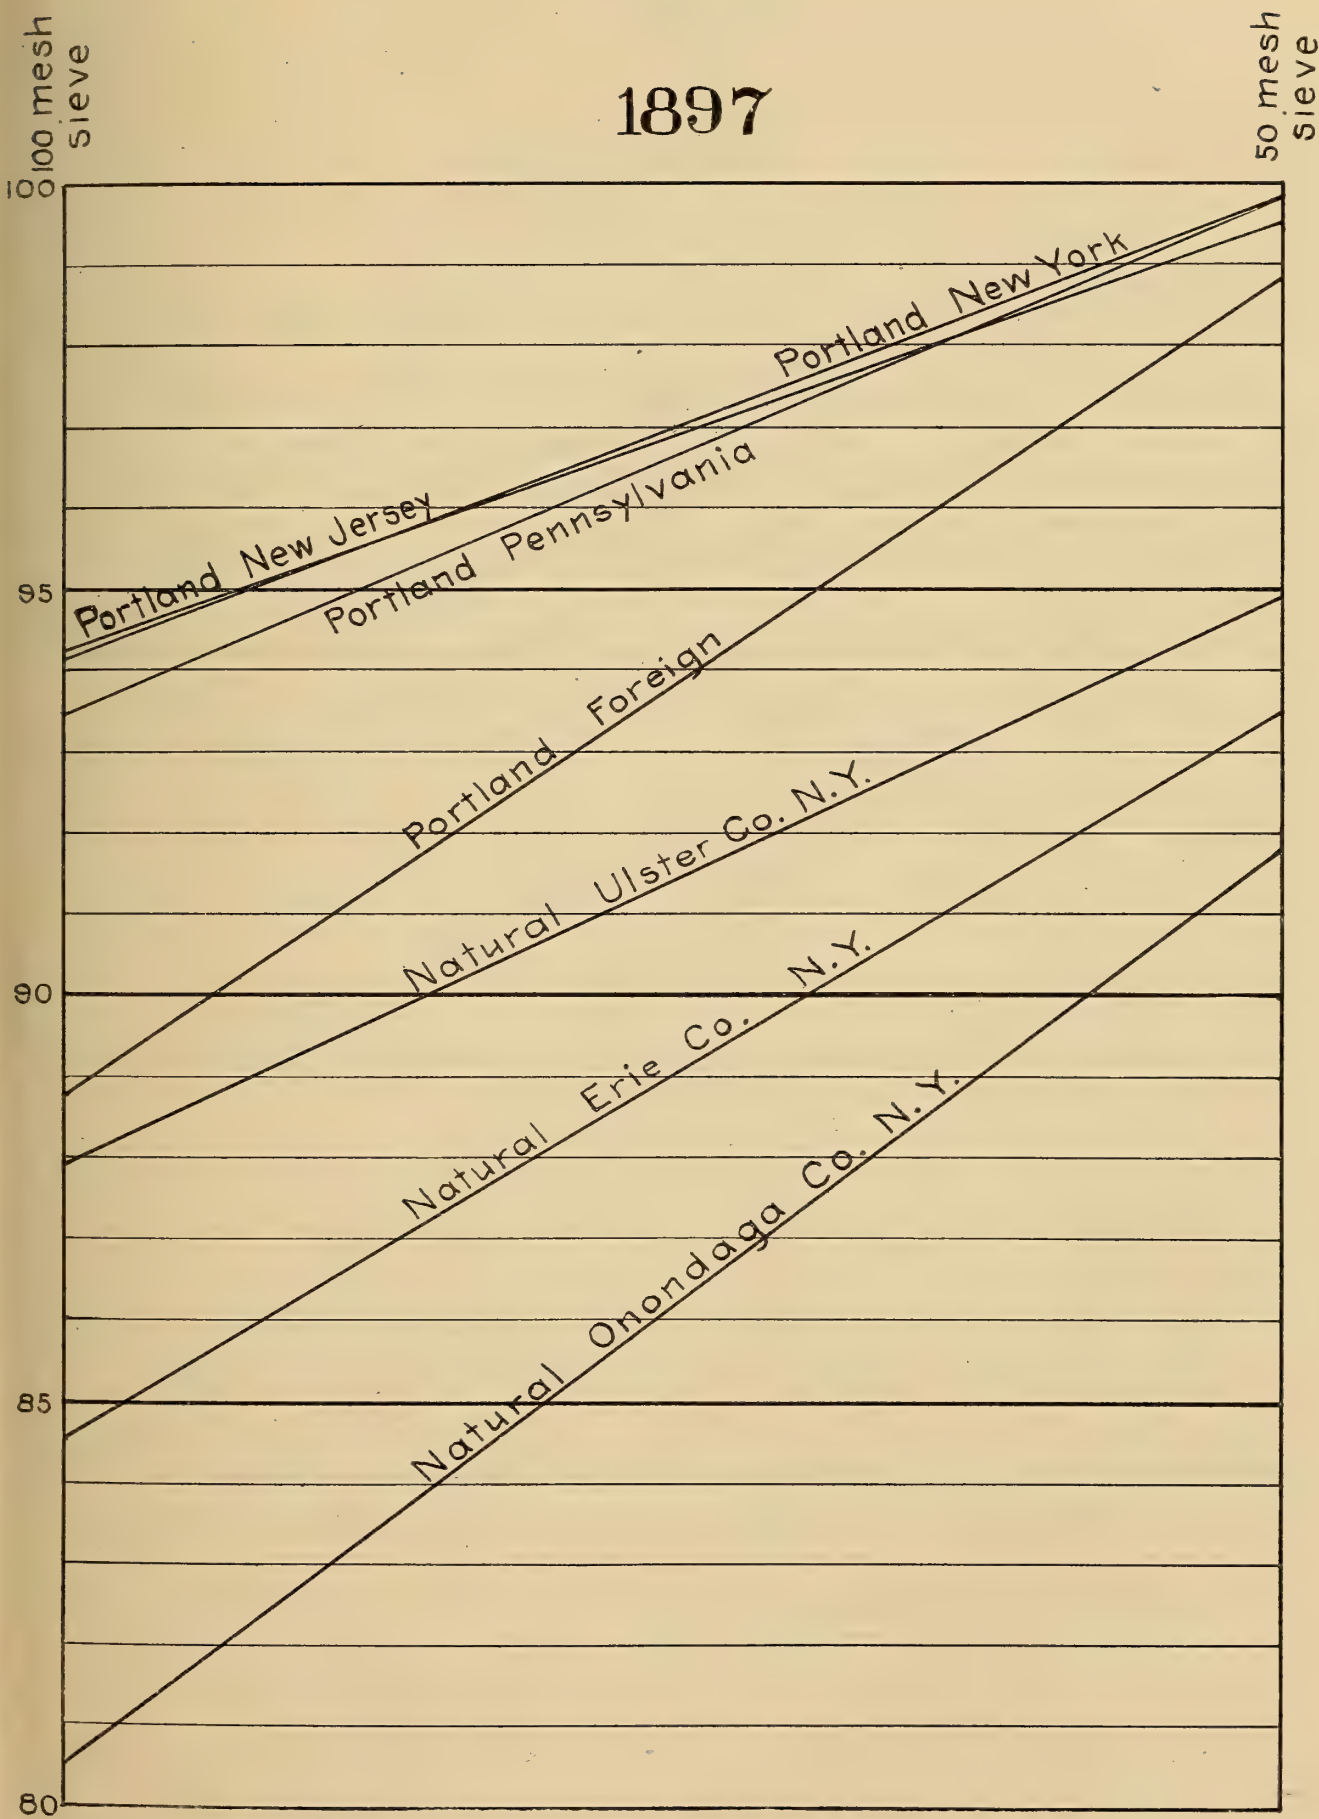 100 mesh
sieve
50 mesh
sieve
1897
100
Portland New York
Portland New Jersey
Portland Pennsylvania
95
Portland Foreign
Natural Ulster Co. N.Y.
90
Natural Erie Co. N.Y.
Natural Onondaga Co. N.Y.
85
80